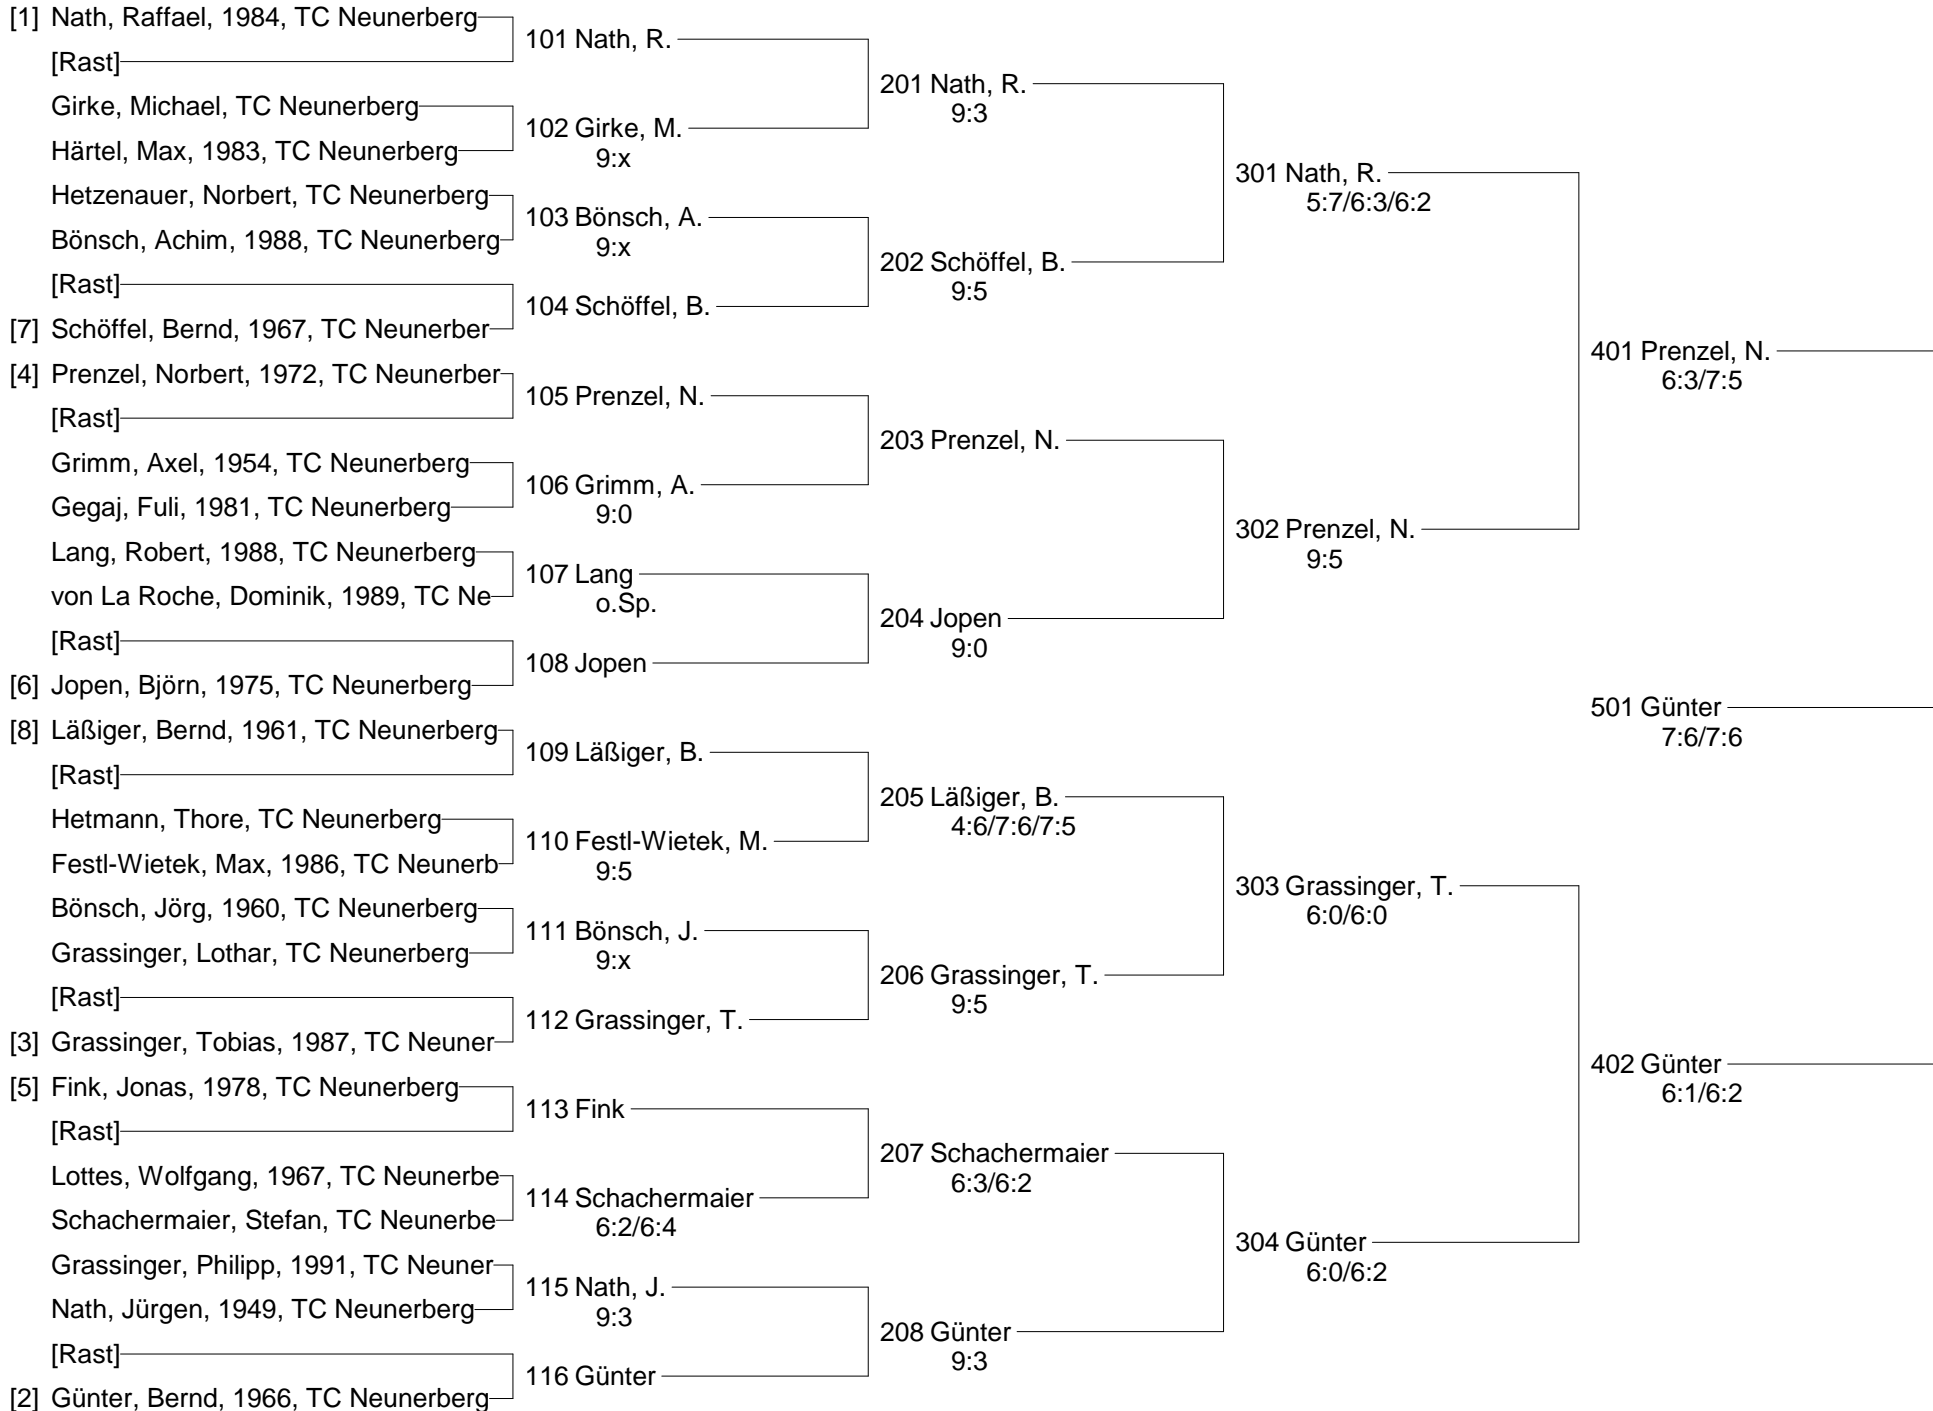 [1] Nath, Raffael, 1984, TC Neunerberg
[Rast]
Girke, Michael, TC Neunerberg
Härtel, Max, 1983, TC Neunerberg
Hetzenauer, Norbert, TC Neunerberg
Bönsch, Achim, 1988, TC Neunerberg
[Rast]
[7] Schöffel, Bernd, 1967, TC Neunerber
[4] Prenzel, Norbert, 1972, TC Neunerber
[Rast]
Grimm, Axel, 1954, TC Neunerberg
Gegaj, Fuli, 1981, TC Neunerberg
Lang, Robert, 1988, TC Neunerberg
von La Roche, Dominik, 1989, TC Ne
[Rast]
[6] Jopen, Björn, 1975, TC Neunerberg
[8] Läßiger, Bernd, 1961, TC Neunerberg
[Rast]
Hetmann, Thore, TC Neunerberg
Festl-Wietek, Max, 1986, TC Neunerb
Bönsch, Jörg, 1960, TC Neunerberg
Grassinger, Lothar, TC Neunerberg
[Rast]
[3] Grassinger, Tobias, 1987, TC Neuner
[5] Fink, Jonas, 1978, TC Neunerberg
[Rast]
Lottes, Wolfgang, 1967, TC Neunerbe
Schachermaier, Stefan, TC Neunerbe
Grassinger, Philipp, 1991, TC Neuner
Nath, Jürgen, 1949, TC Neunerberg
[Rast]
[2] Günter, Bernd, 1966, TC Neunerberg
101 Nath, R.
102 Girke, M.
9:x
103 Bönsch, A.
9:x
104 Schöffel, B.
105 Prenzel, N.
106 Grimm, A.
9:0
107 Lang
o.Sp.
108 Jopen
109 Läßiger, B.
110 Festl-Wietek, M.
9:5
111 Bönsch, J.
9:x
112 Grassinger, T.
113 Fink
114 Schachermaier
6:2/6:4
115 Nath, J.
9:3
116 Günter
201 Nath, R.
9:3
202 Schöffel, B.
9:5
203 Prenzel, N.
204 Jopen
9:0
205 Läßiger, B.
4:6/7:6/7:5
206 Grassinger, T.
9:5
207 Schachermaier
6:3/6:2
208 Günter
9:3
301 Nath, R.
5:7/6:3/6:2
302 Prenzel, N.
9:5
303 Grassinger, T.
6:0/6:0
304 Günter
6:0/6:2
401 Prenzel, N.
6:3/7:5
501 Günter
7:6/7:6
402 Günter
6:1/6:2